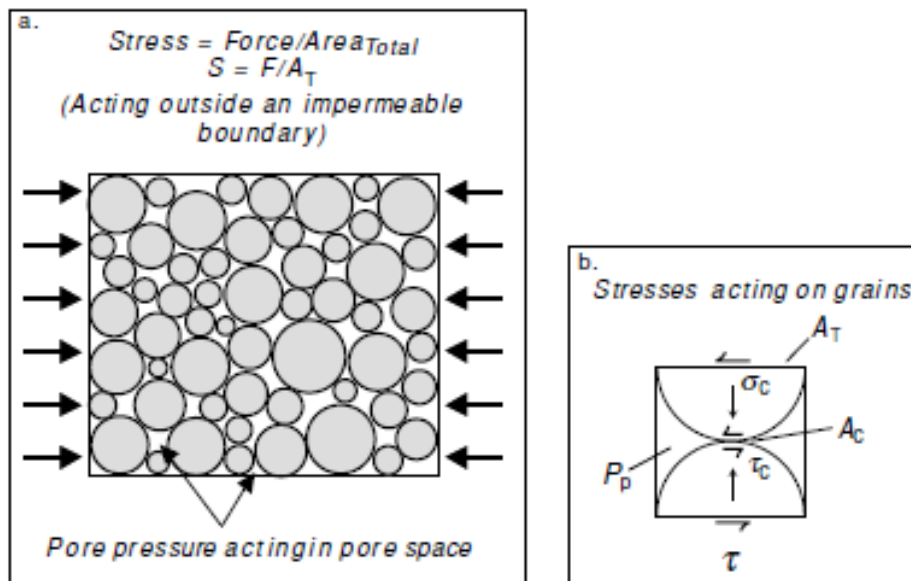 a.
Stress = Force/Area_Total
S = F/A_T
(Acting outside an impermeable
boundary)
Pore pressure acting in pore space
b.
Stresses acting on grains
A_T
σ_C
A_C
P_p
τ_C
τ